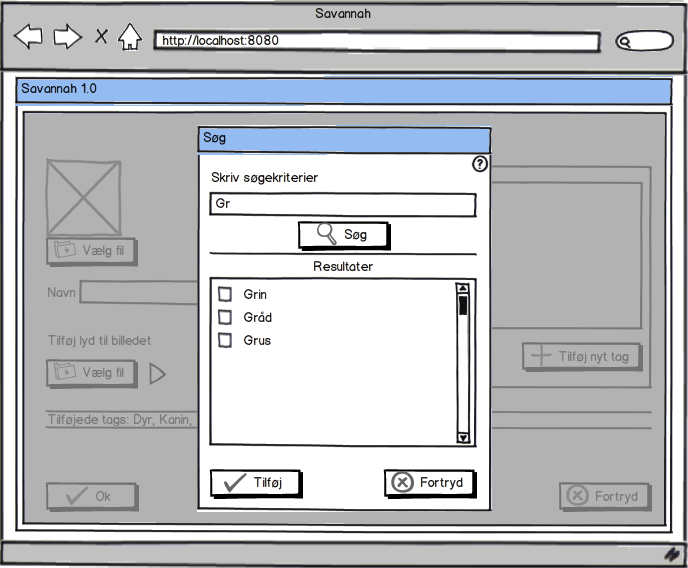 Savannah
http://localhost:8080
Savannah 1.0
Søg
?
Skriv søgekriterier
Gr
Søg
Resultater
Grin
Gråd
Grus
Tilføj
Fortryd
Vælg fil
Navn
Tilføj lyd til billedet
Vælg fil
Tilføj nyt tag
Tilføjede tags: Dyr, Kanin,
Ok
Fortryd